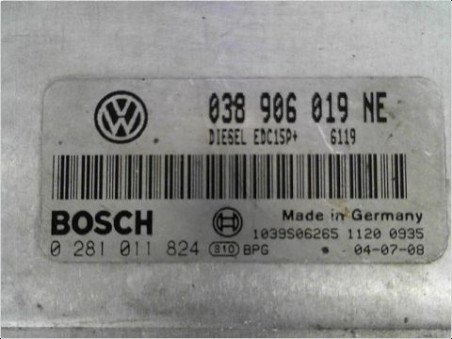 038 906 019 NE
DIESEL EDC15P+ 6119
BOSCH
Made in Germany
1039S06265 1120 0935
0 281 011 824 310 BPG 04-07-08